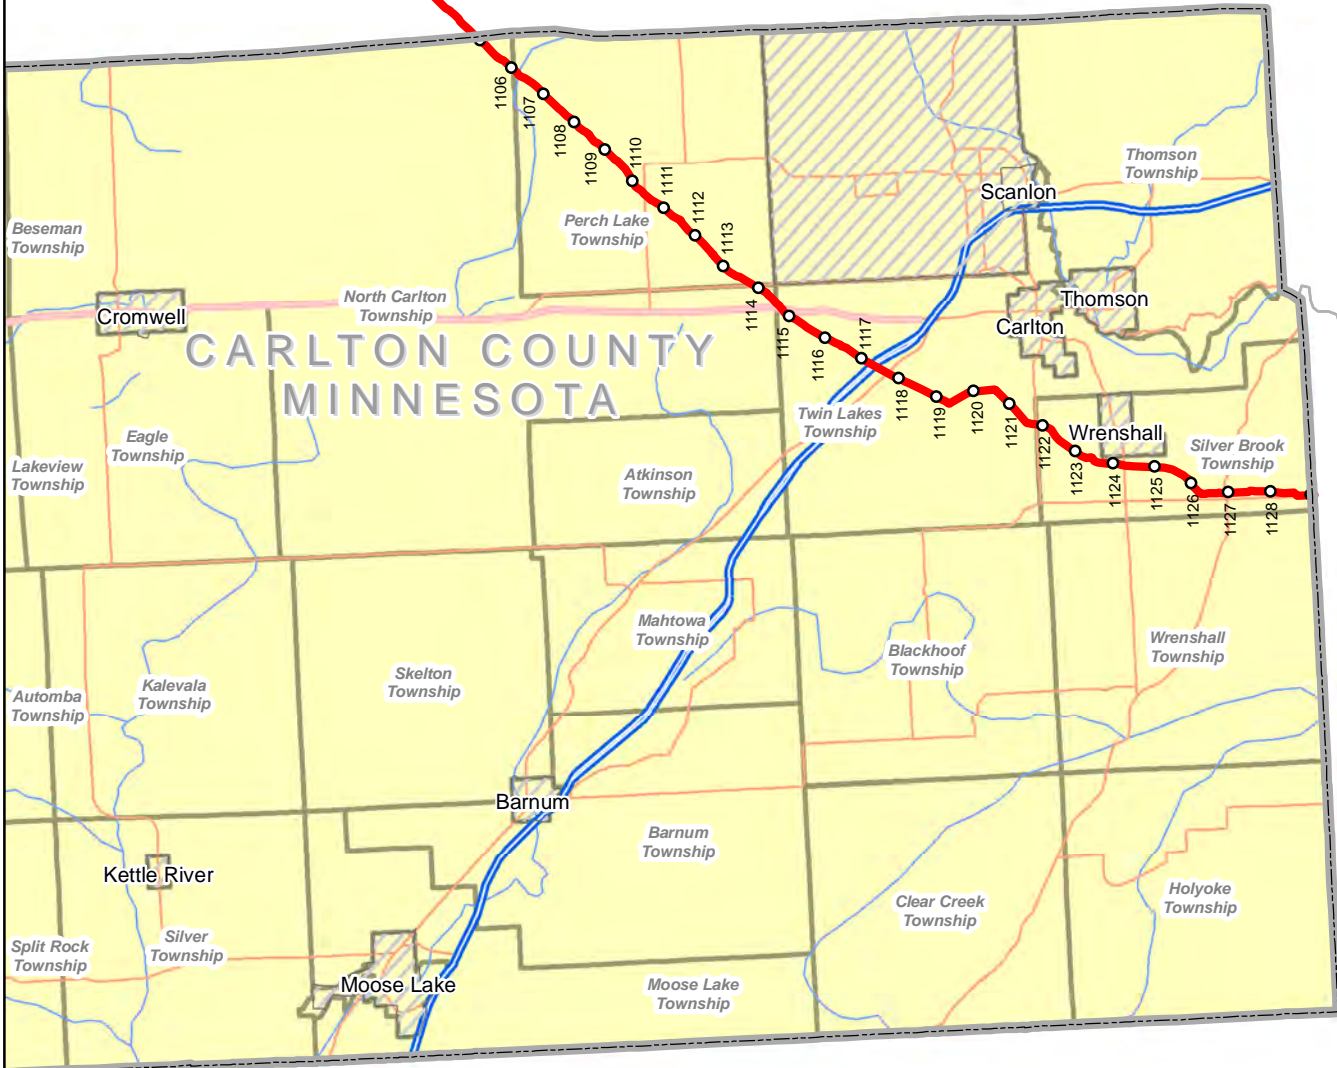 1106
1107
1108
1109
1110
1111
1112
1113
1114
1115
1116
1117
1118
1119
1120
1121
1122
1123
1124
1125
1126
1127
1128
Thomson
Township
Scanlon
Perch Lake
Township
Beseman
Township
North Carlton
Township
Cromwell
Thomson
Carlton
CARLTON COUNTY
MINNESOTA
Twin Lakes
Township
Wrenshall
Silver Brook
Township
Eagle
Township
Lakeview
Township
Atkinson
Township
Mahtowa
Township
Blackhoof
Township
Wrenshall
Township
Skelton
Township
Kalevala
Township
Automba
Township
Barnum
Barnum
Township
Kettle River
Clear Creek
Township
Holyoke
Township
Split Rock
Township
Silver
Township
Moose Lake
Moose Lake
Township